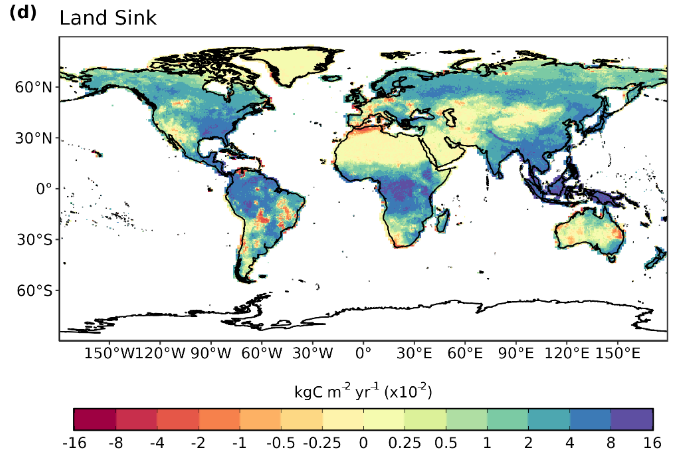 (d) Land Sink
60°N
30°N
0°
30°S
60°S
150°W 120°W 90°W 60°W 30°W 0° 30°E 60°E 90°E 120°E 150°E
kgC m⁻² yr⁻¹ (x10⁻²)
-16 -8 -4 -2 -1 -0.5 -0.25 0 0.25 0.5 1 2 4 8 16